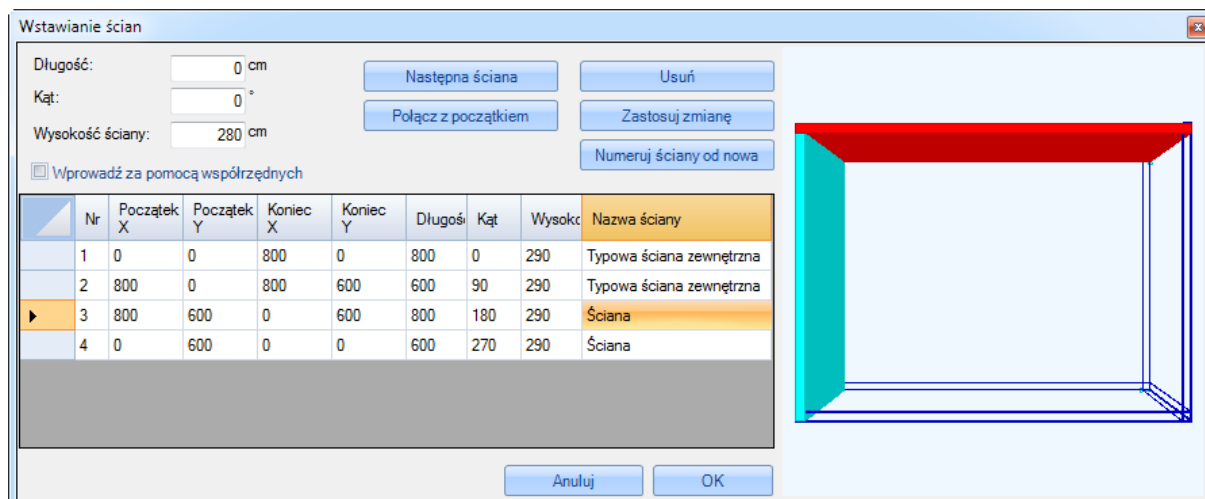 Wstawianie ścian
Długość: 0 cm
Następna ściana
Usuń
Kąt: 0 °
Połącz z początkiem
Zastosuj zmianę
Wysokość ściany: 280 cm
Numeruj ściany od nowa
Wprowadź za pomocą współrzędnych
Nr Początek X Początek Y Koniec X Koniec Y Długoś Kąt Wysokc Nazwa ściany
1 0 0 800 0 800 0 290 Typowa ściana zewnętrzna
2 800 0 800 600 600 90 290 Typowa ściana zewnętrzna
3 800 600 0 600 800 180 290 Ściana
4 0 600 0 0 600 270 290 Ściana
Anuluj
OK